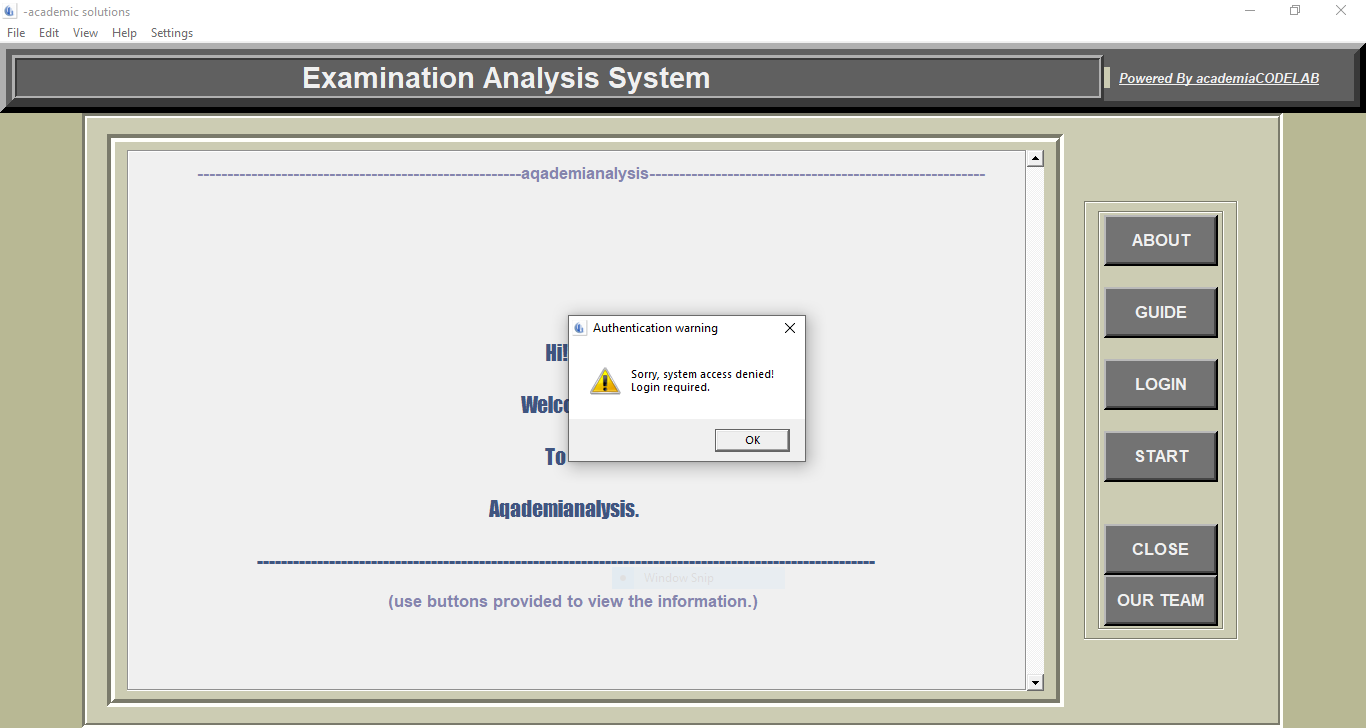 -academic solutions
File Edit View Help Settings
Examination Analysis System
Powered By academiaCODELAB
-------------------------------------------------------aqademianalysis---------------------------------------------------------
Hi!
Welco
To
Aqademianalysis.
---------------------------------------------------------------------------------------------------------
Window Snip
(use buttons provided to view the information.)
Authentication warning
Sorry, system access denied!
Login required.
OK
ABOUT
GUIDE
LOGIN
START
CLOSE
OUR TEAM